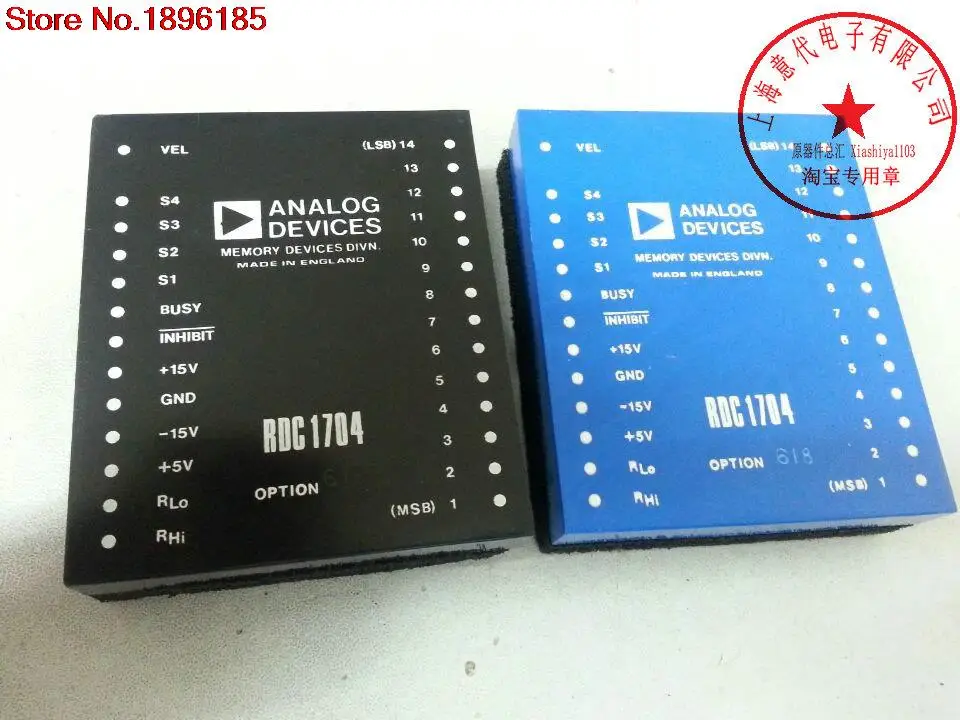 Store No.1896185
上海意代电子有限公司
原器件总汇 Xiashiya1103
淘宝专用章
VEL
S4
S3
S2
S1
BUSY
INHIBIT
+15V
GND
-15V
+5V
RLo
RHi
ANALOG
DEVICES
MEMORY DEVICES DIVN.
MADE IN ENGLAND
RDC1704
OPTION
(LSB) 14
13
12
11
10
9
8
7
6
5
4
3
2
(MSB) 1
VEL
S4
S3
S2
S1
BUSY
INHIBIT
+15V
GND
-15V
+5V
RLo
RHi
ANALOG
DEVICES
MEMORY DEVICES DIVN.
MADE IN ENGLAND
RDC1704
OPTION 618
(LSB) 14
13
12
11
10
9
8
7
6
5
4
3
2
(MSB) 1